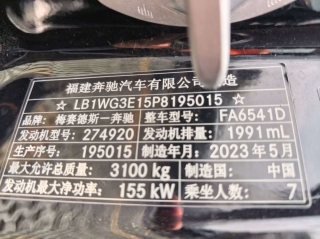 福建奔驰汽车有限公司 造
☆ LB1WG3E15P8195015 ☆
品牌：梅赛德斯—奔驰 整车型号：FA6541D
发动机型号：274920 发动机排量：1991mL
生产序号：195015 制造年月：2023年5月
最大允许总质量：3100kg 制造国：中国
发动机最大净功率：155kW 乘坐人数：7